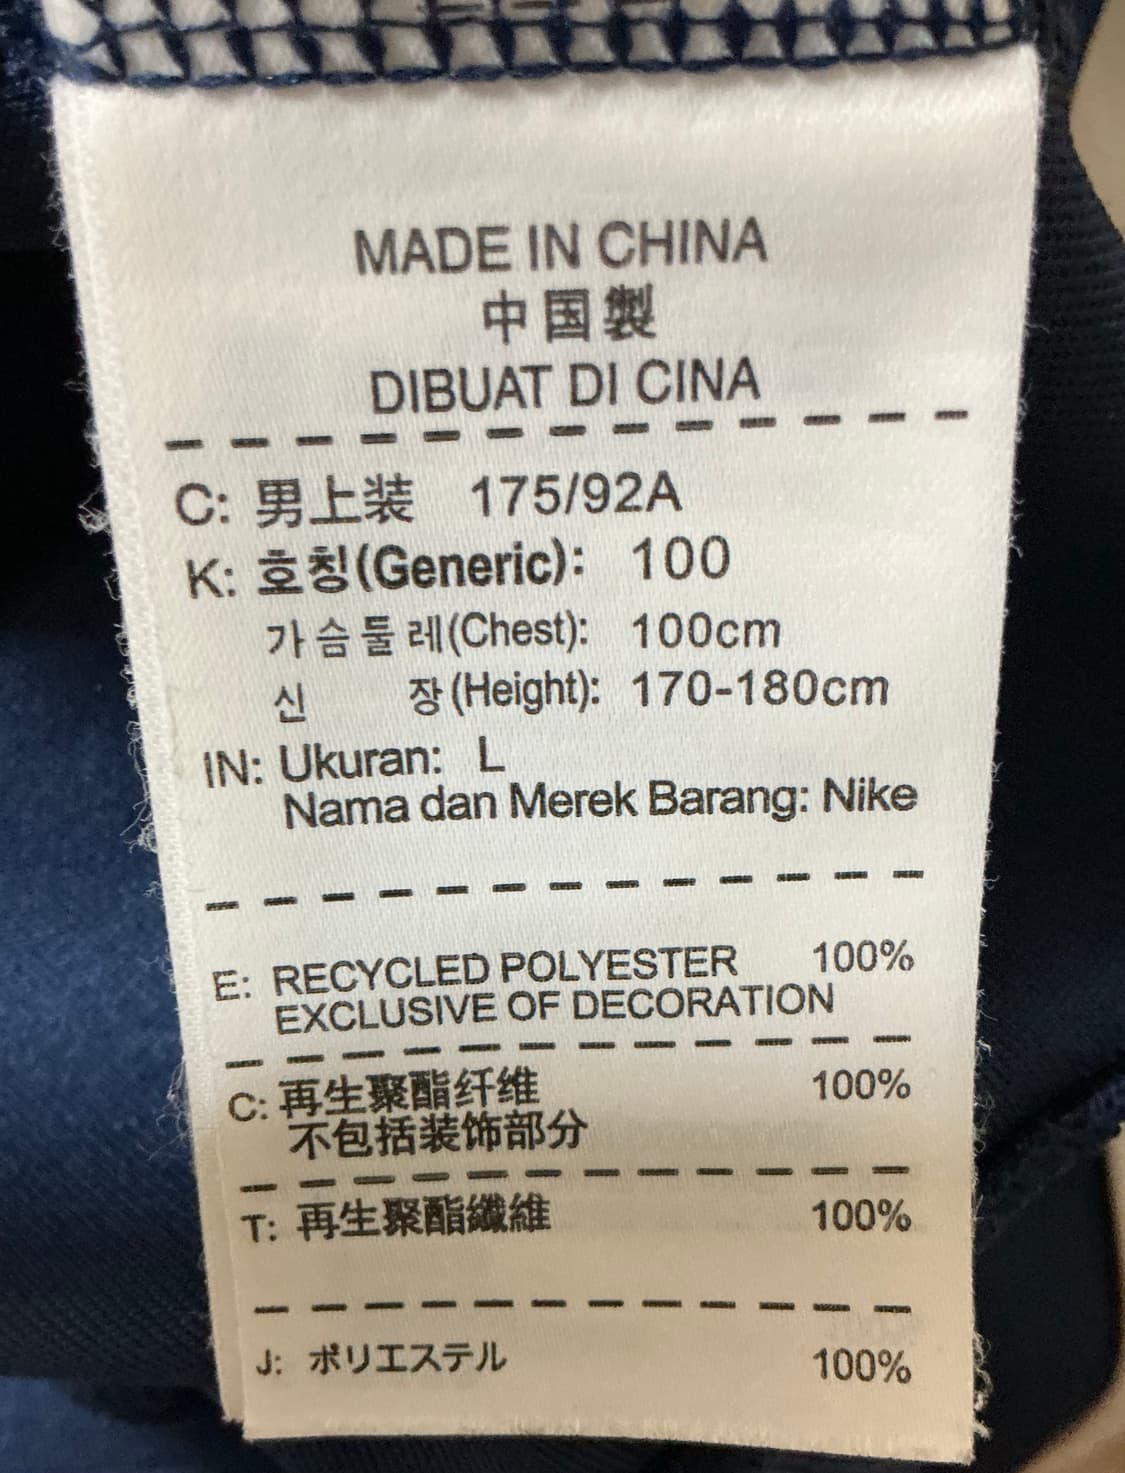 MADE IN CHINA
中国製
DIBUAT DI CINA
C: 男上装 175/92A
K: 호칭(Generic): 100
가슴둘레(Chest): 100cm
신 장(Height): 170-180cm
IN: Ukuran: L
Nama dan Merek Barang: Nike
E: RECYCLED POLYESTER 100%
EXCLUSIVE OF DECORATION
C: 再生聚酯纤维 100%
不包括装饰部分
T: 再生聚酯纖維 100%
J: ポリエステル 100%